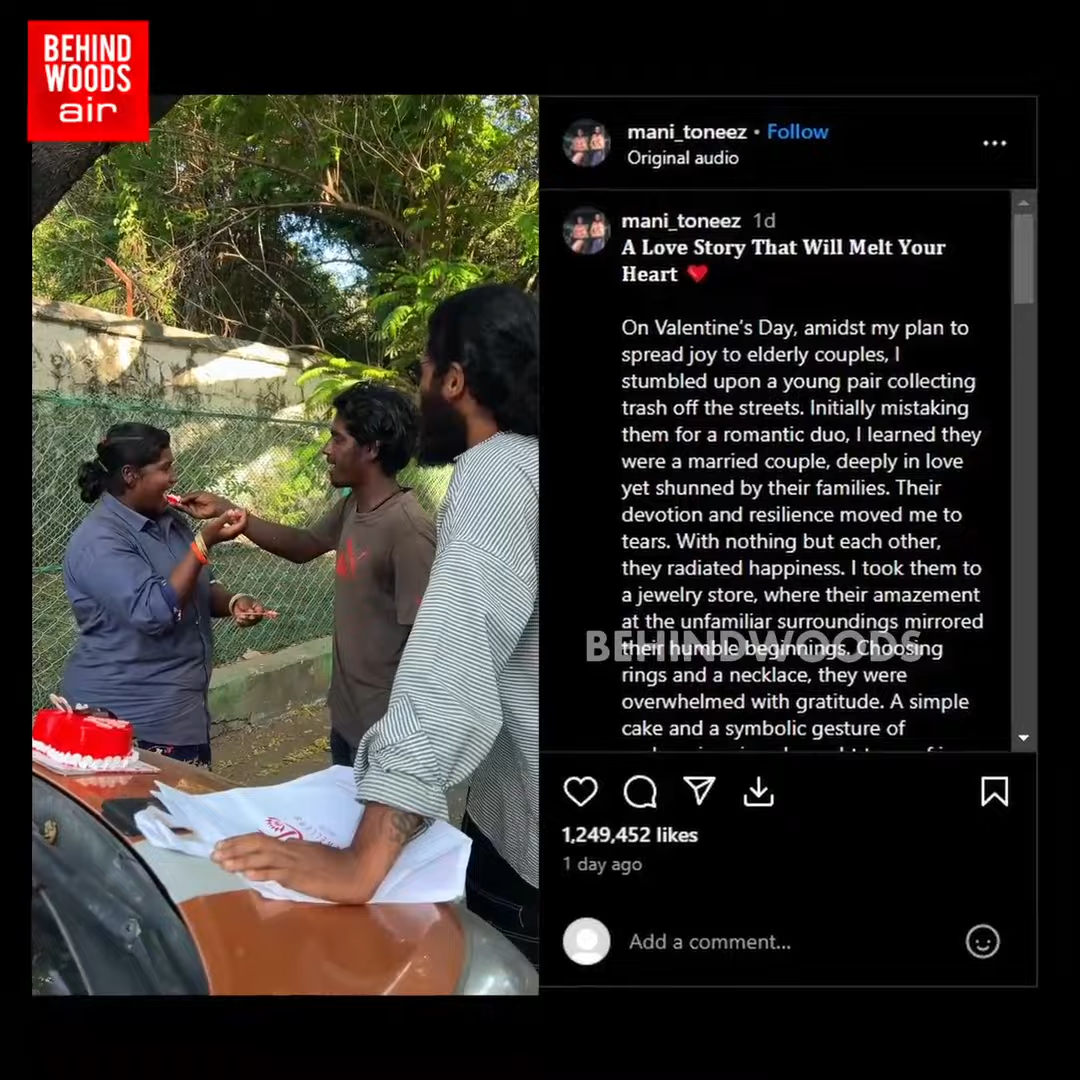 BEHIND
WOODS
air
mani_toneez • Follow
Original audio
mani_toneez 1d
A Love Story That Will Melt Your
Heart ❤️
On Valentine's Day, amidst my plan to
spread joy to elderly couples, I
stumbled upon a young pair collecting
trash off the streets. Initially mistaking
them for a romantic duo, I learned they
were a married couple, deeply in love
yet shunned by their families. Their
devotion and resilience moved me to
tears. With nothing but each other,
they radiated happiness. I took them to
a jewelry store, where their amazement
at the unfamiliar surroundings mirrored
BEHINDWOODS
their humble beginnings. Choosing
rings and a necklace, they were
overwhelmed with gratitude. A simple
cake and a symbolic gesture of
1,249,452 likes
1 day ago
Add a comment...